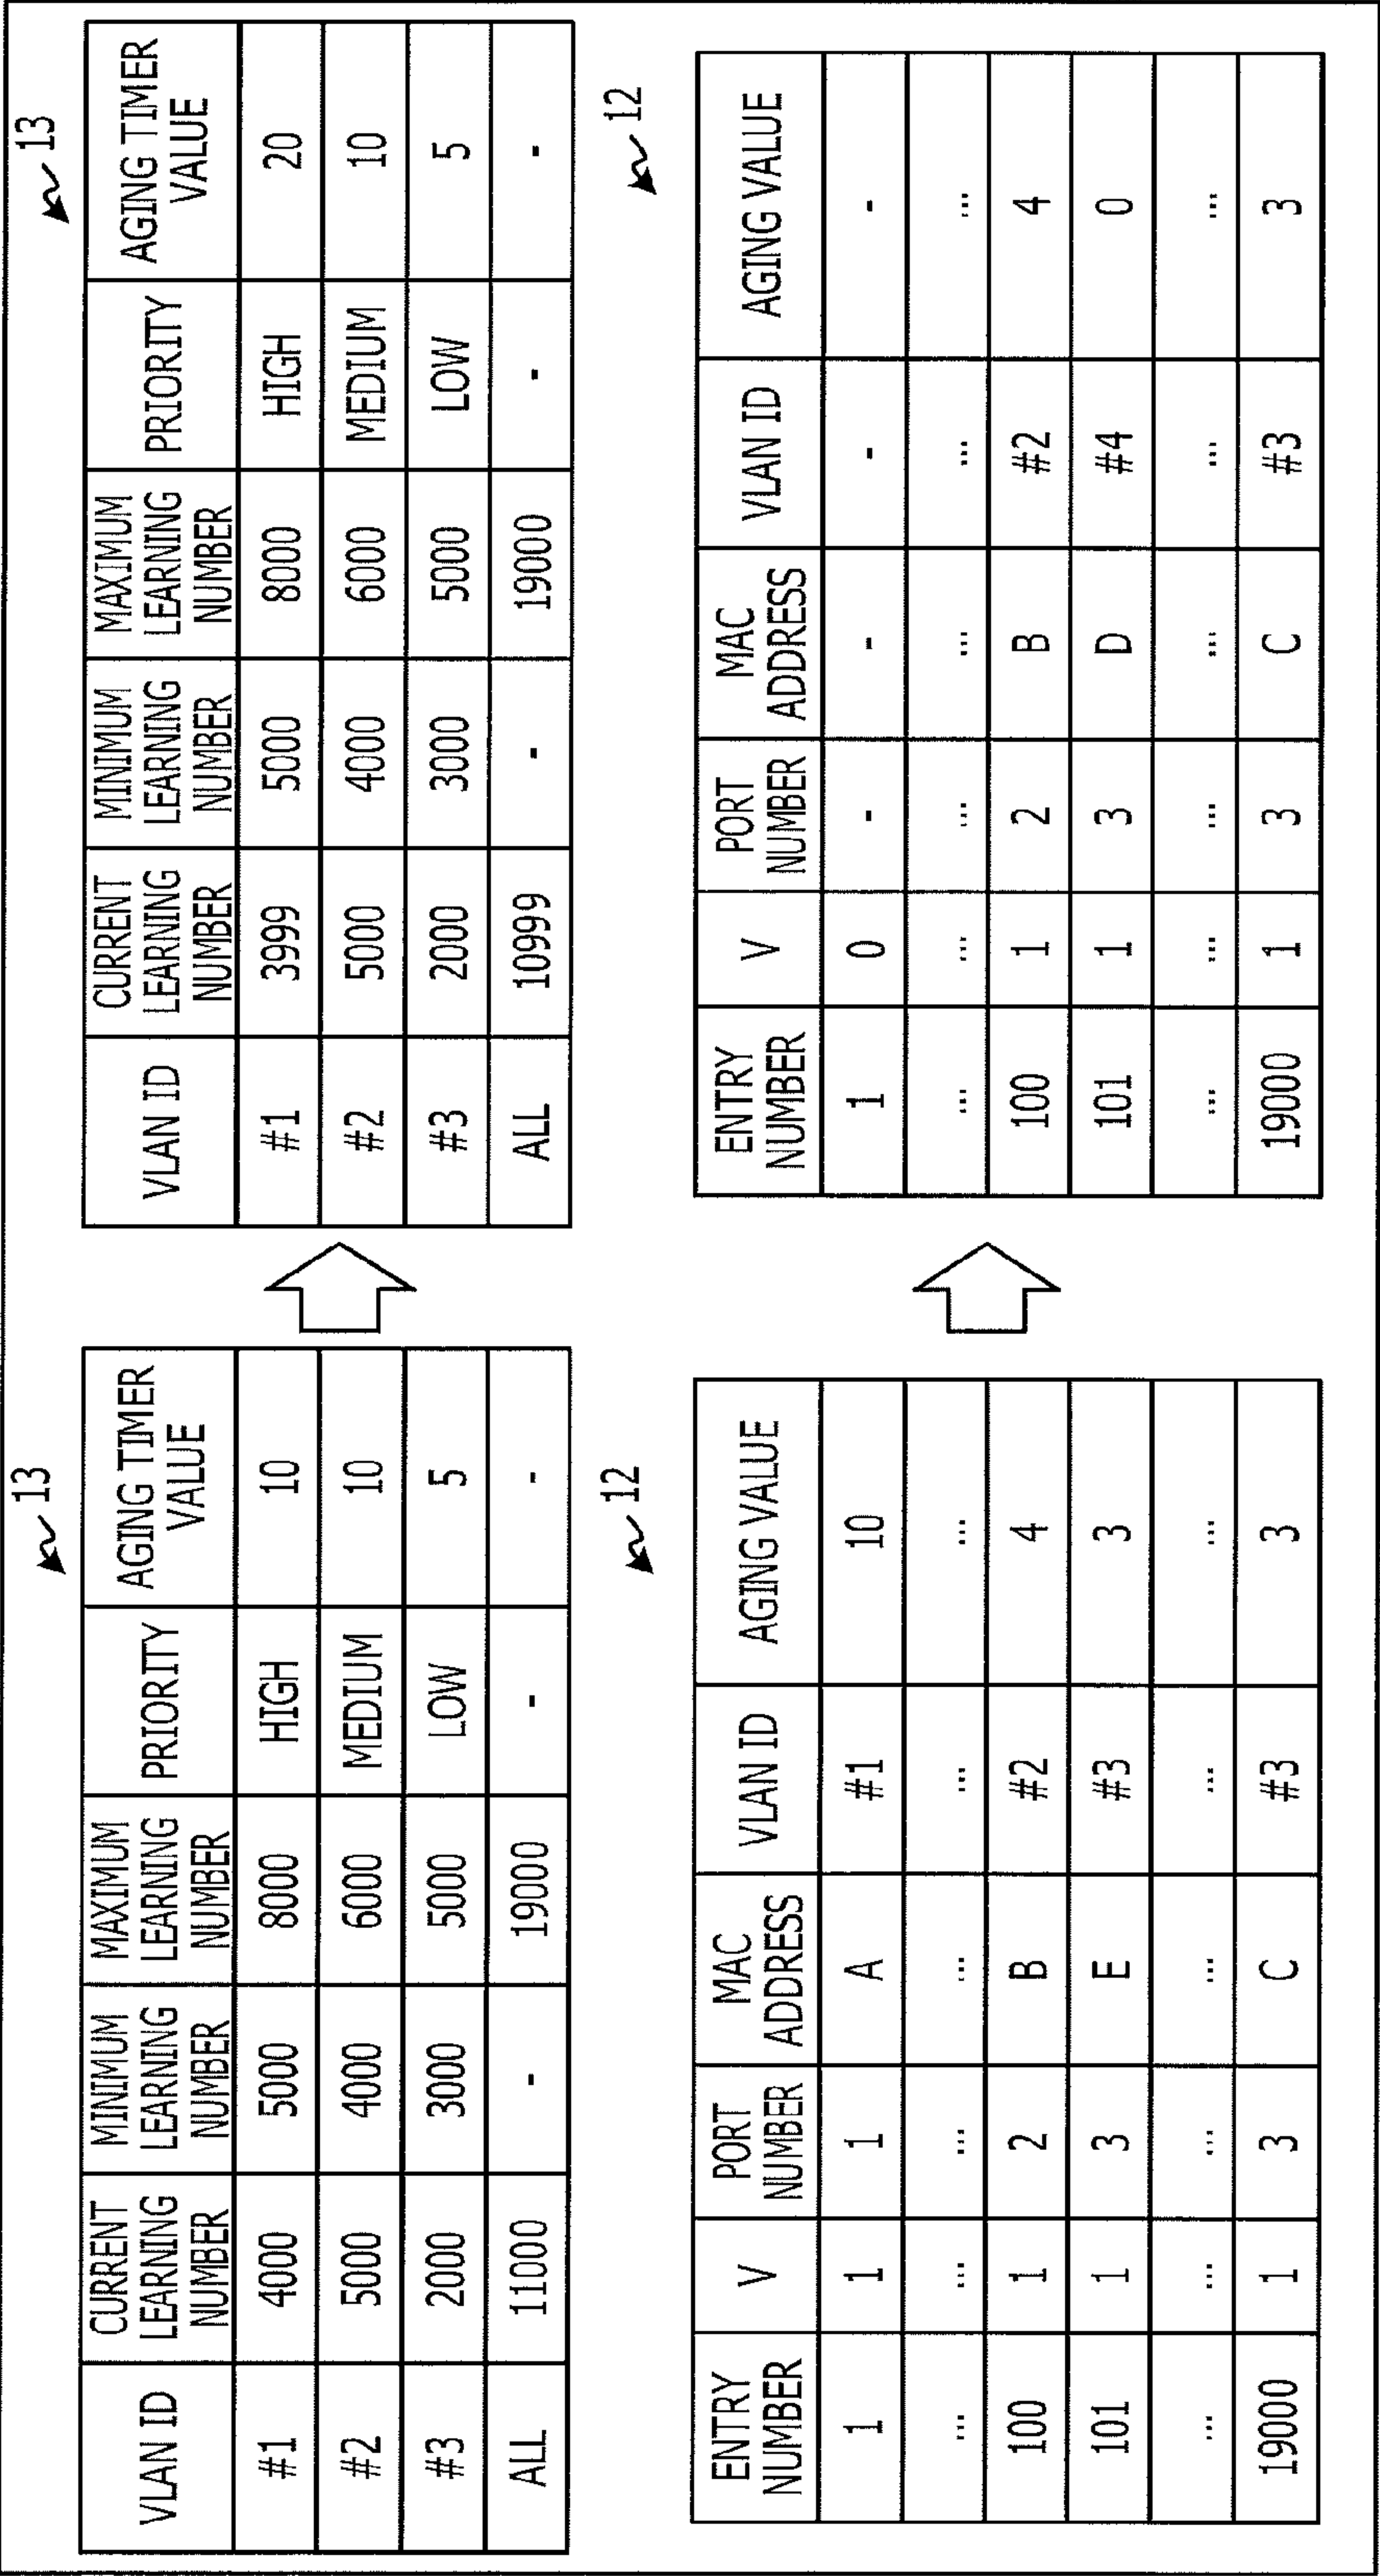 13
VLAN ID CURRENT LEARNING NUMBER MINIMUM LEARNING NUMBER MAXIMUM LEARNING NUMBER PRIORITY AGING TIMER VALUE
#1 4000 5000 8000 HIGH 10
#2 5000 4000 6000 MEDIUM 10
#3 2000 3000 5000 LOW 5
ALL 11000 - 19000 - -
13
VLAN ID CURRENT LEARNING NUMBER MINIMUM LEARNING NUMBER MAXIMUM LEARNING NUMBER PRIORITY AGING TIMER VALUE
#1 3999 5000 8000 HIGH 20
#2 5000 4000 6000 MEDIUM 10
#3 2000 3000 5000 LOW 5
ALL 10999 - 19000 - -
12
ENTRY NUMBER V PORT NUMBER MAC ADDRESS VLAN ID AGING VALUE
1 1 1 A #1 10
... ... ... ... ... ...
100 1 2 B #2 4
101 1 3 E #3 3
... ... ... ... ... ...
19000 1 3 C #3 3
12
ENTRY NUMBER V PORT NUMBER MAC ADDRESS VLAN ID AGING VALUE
1 0 - - - -
... ... ... ... ... ...
100 1 2 B #2 4
101 1 3 D #4 0
... ... ... ... ... ...
19000 1 3 C #3 3